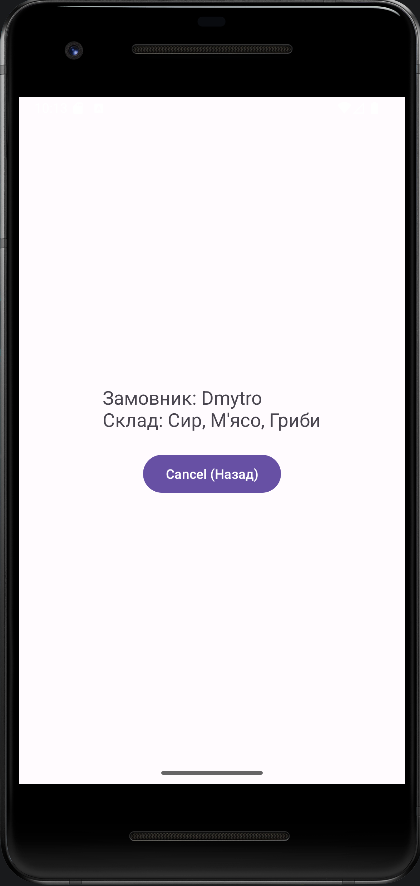 Замовник: Dmytro
Склад: Сир, М'ясо, Гриби
Cancel (Назад)